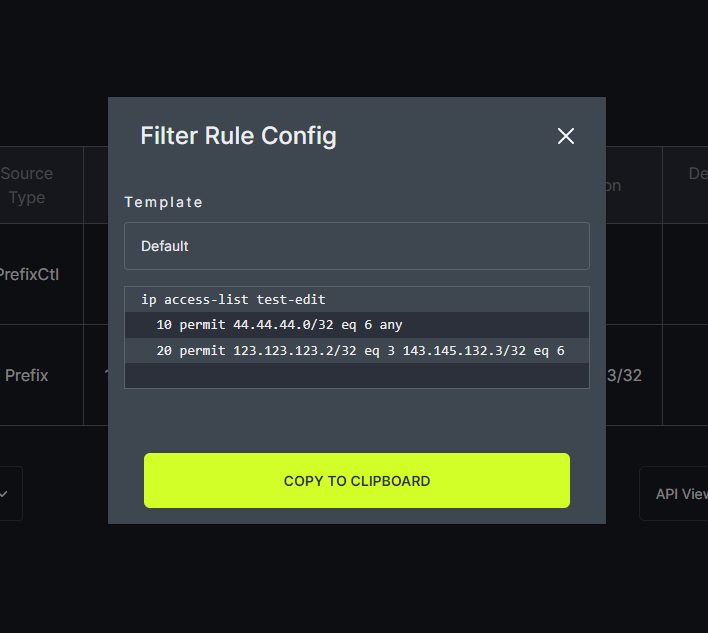 Filter Rule Config
Source
Type
on
De
Template
Default
PrefixCtl
ip access-list test-edit
10 permit 44.44.44.0/32 eq 6 any
20 permit 123.123.123.2/32 eq 3 143.145.132.3/32 eq 6
Prefix
3/32
COPY TO CLIPBOARD
API View